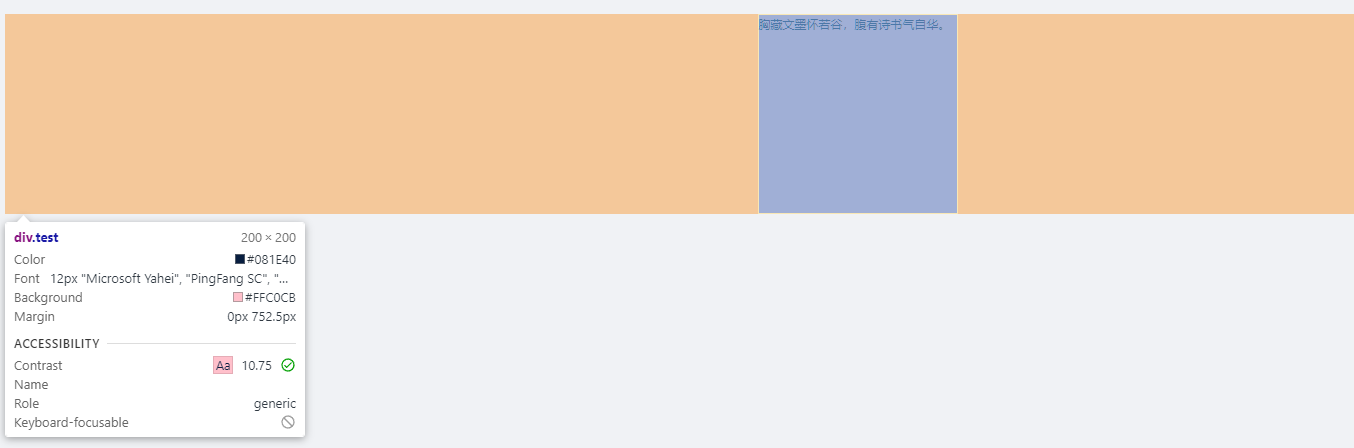 胸藏文墨怀若谷，腹有诗书气自华。
div.test 200 × 200
Color #081E40
Font 12px "Microsoft Yahei", "PingFang SC", "...
Background #FFC0CB
Margin 0px 752.5px
ACCESSIBILITY
Contrast Aa 10.75
Name
Role generic
Keyboard-focusable